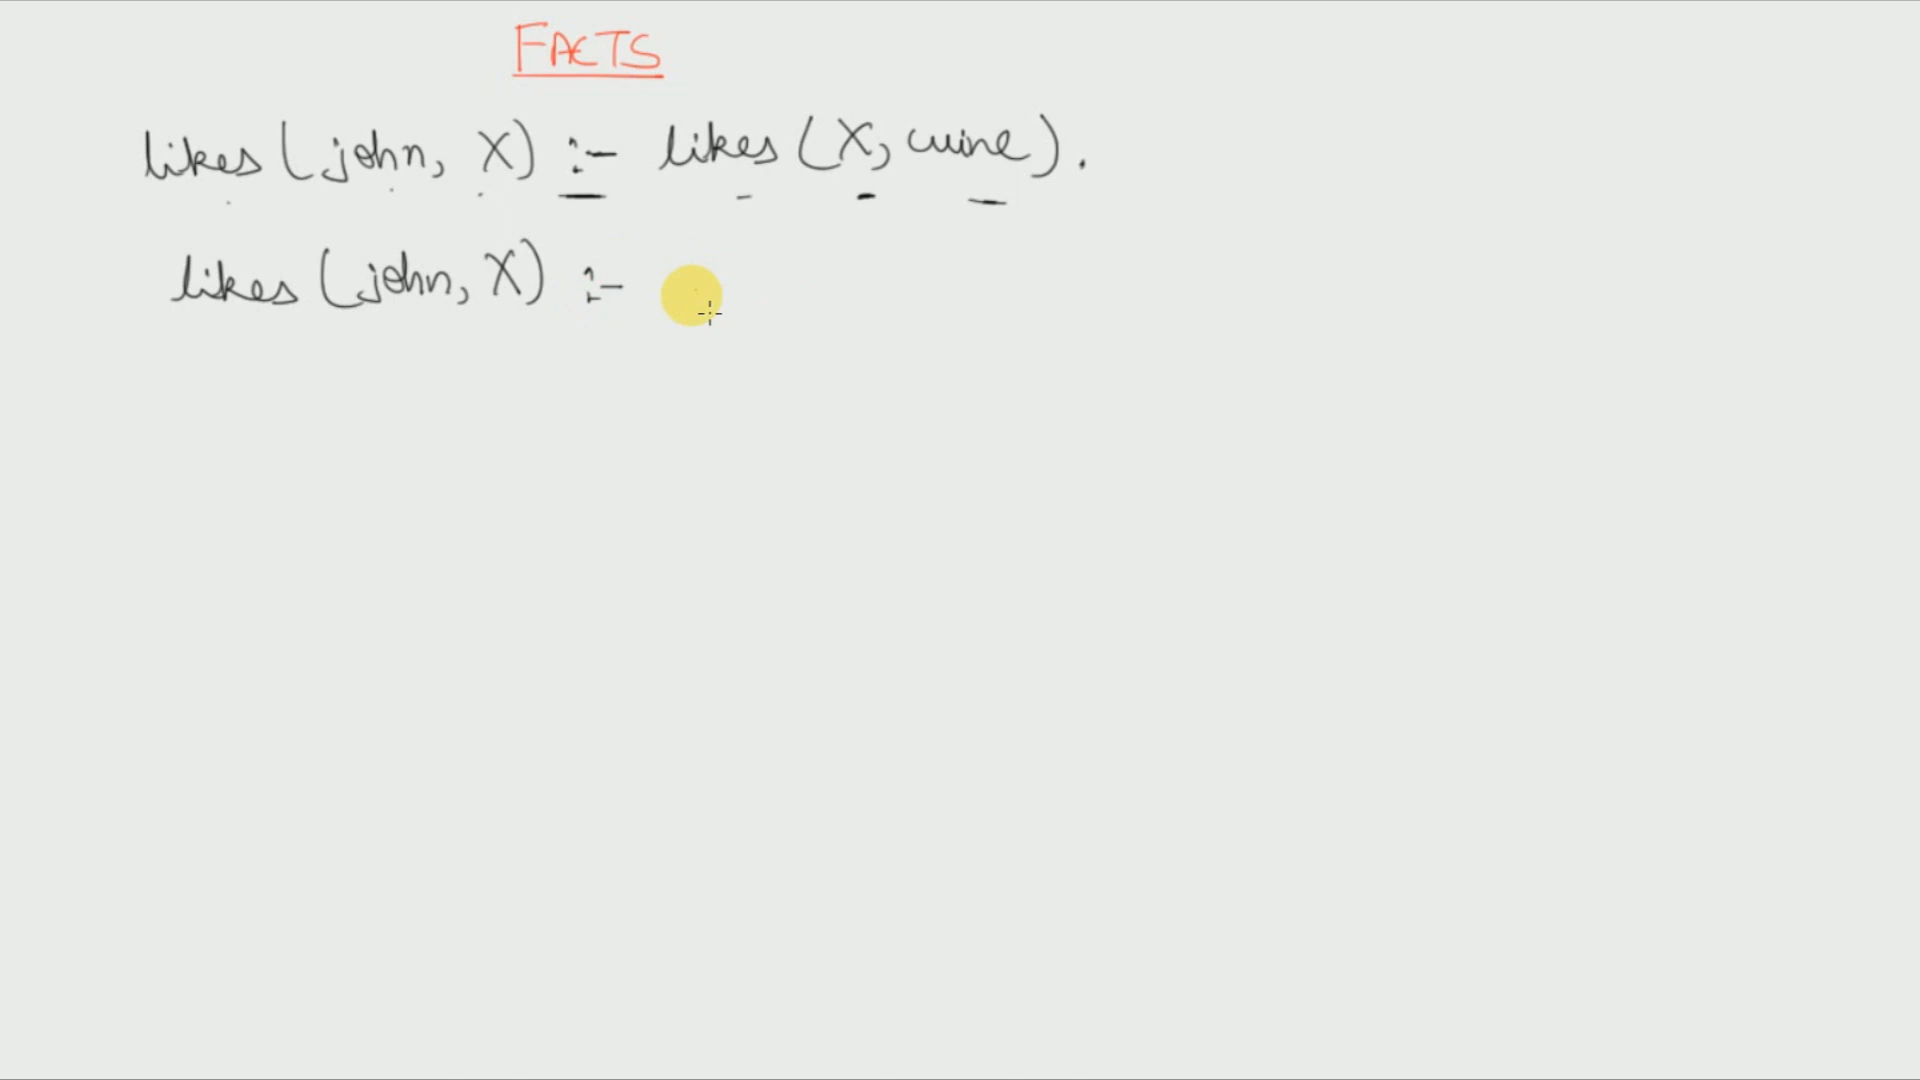 FACTS
likes(john, X) :- likes(X, wine).
likes(john, X) :-